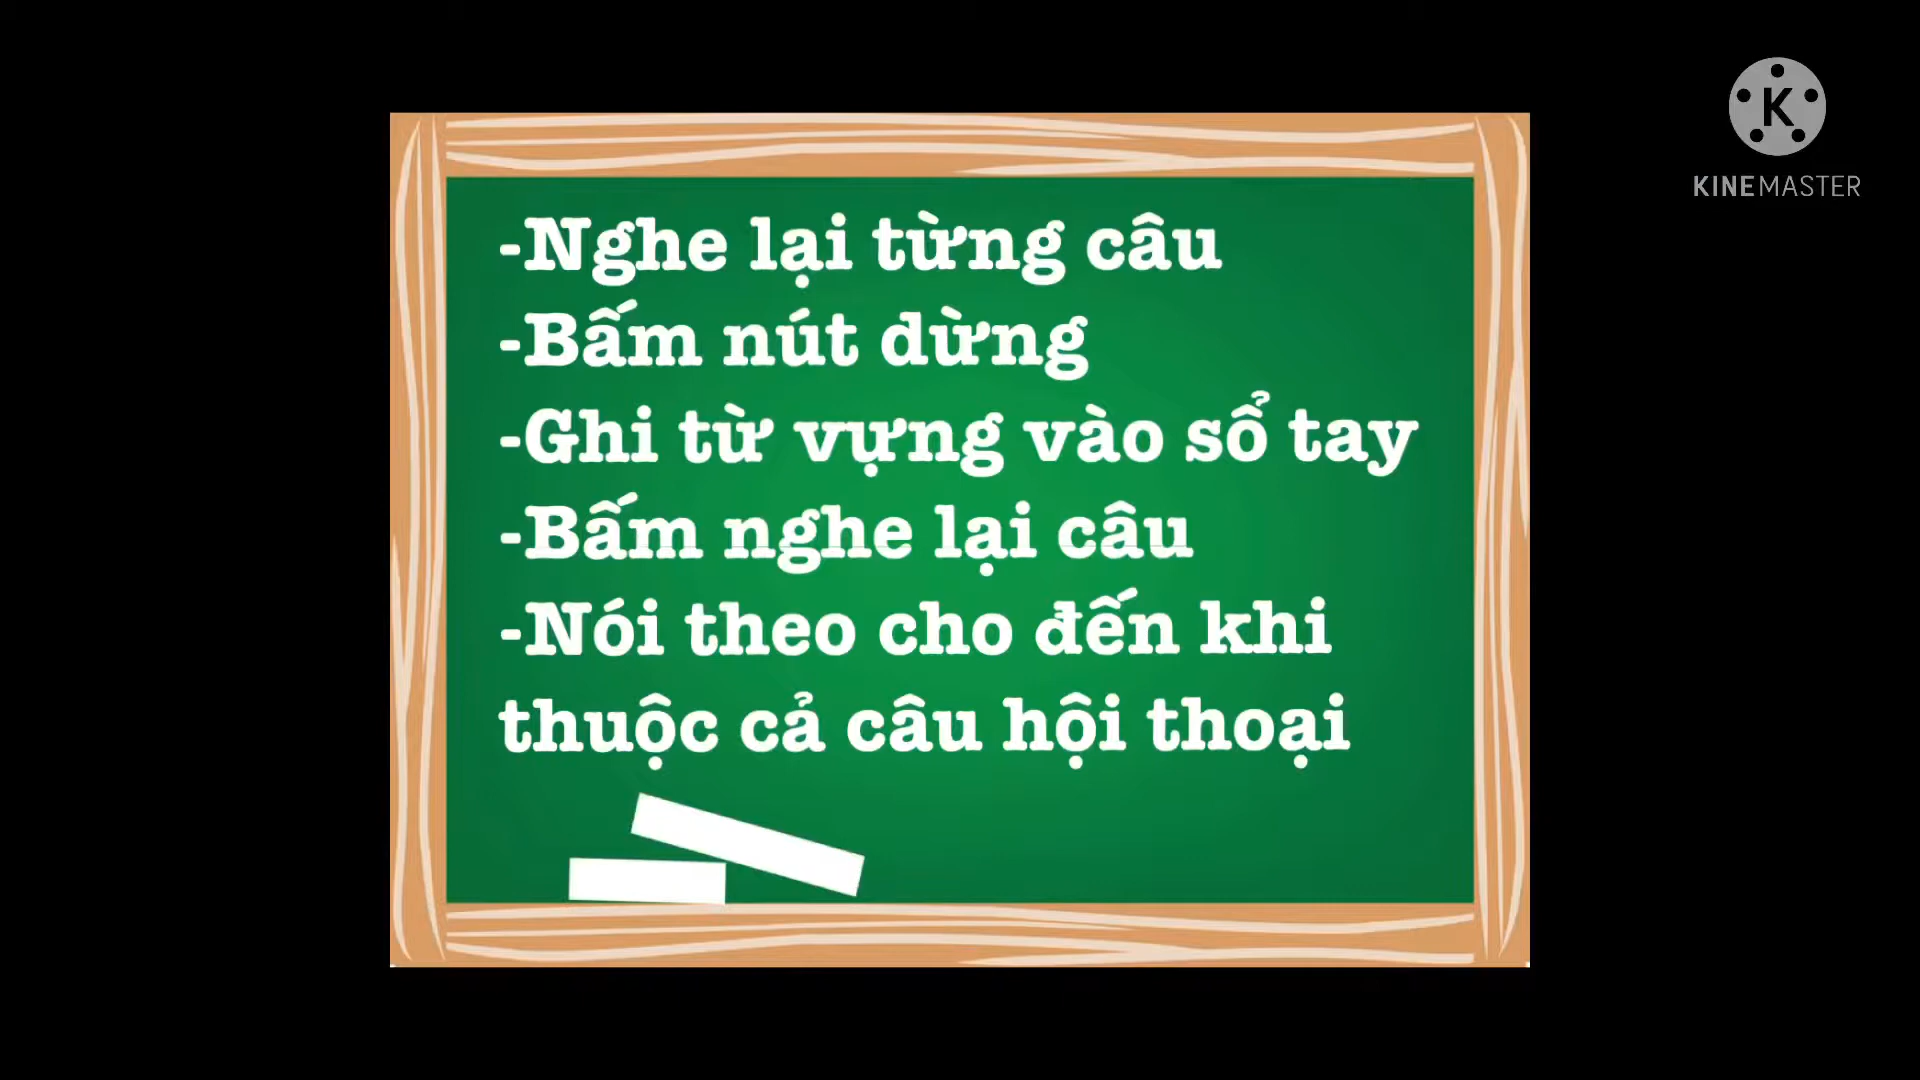 -Nghe lại từng câu
-Bấm nút dừng
-Ghi từ vựng vào sổ tay
-Bấm nghe lại câu
-Nói theo cho đến khi
thuộc cả câu hội thoại
K
KINEMASTER